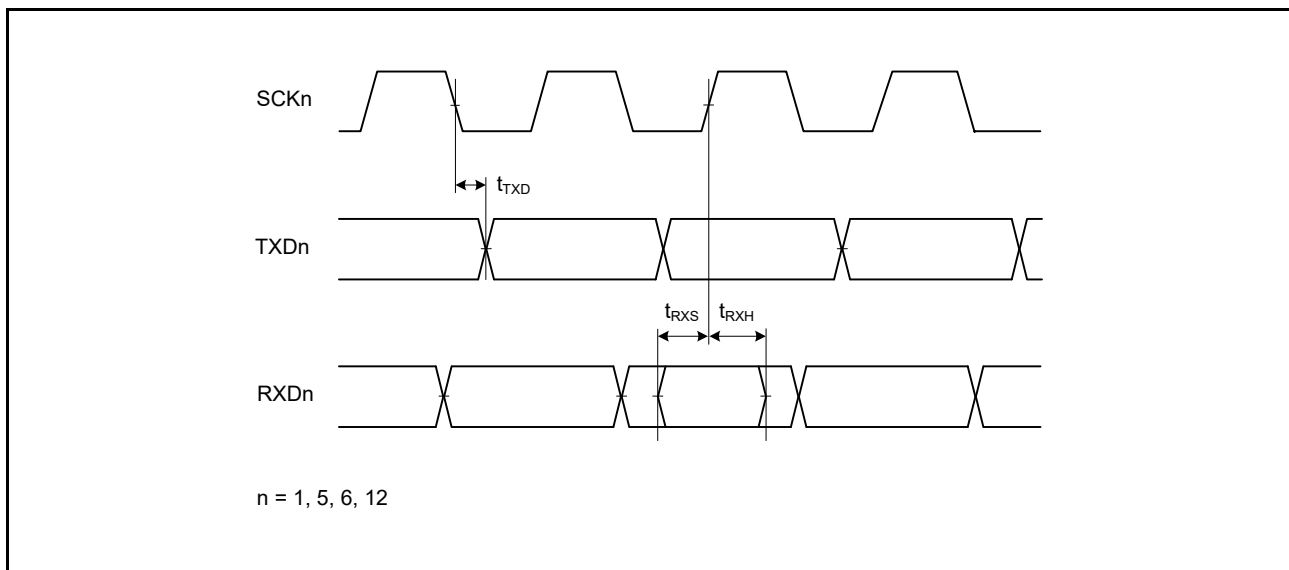 SCKn
tTXD
TXDn
tRXS tRXH
RXDn
n = 1, 5, 6, 12